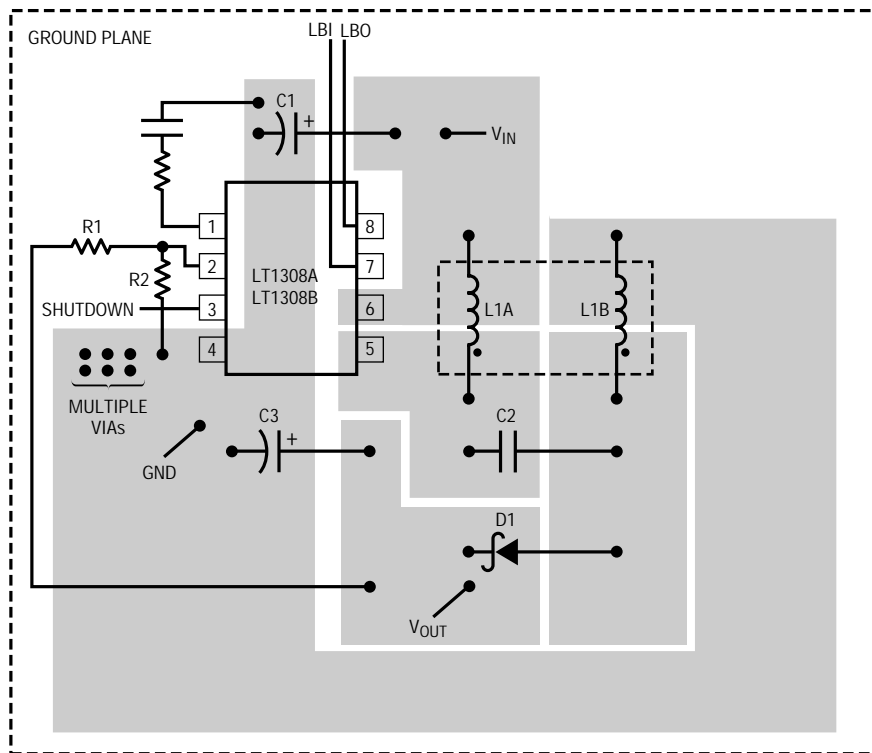 GROUND PLANE
LBI LBO
C1
+
VIN
1
8
R1
2
7
R2
LT1308A
LT1308B
SHUTDOWN
3
6
L1A
L1B
4
5
MULTIPLE
VIAs
C3
+
C2
GND
D1
VOUT